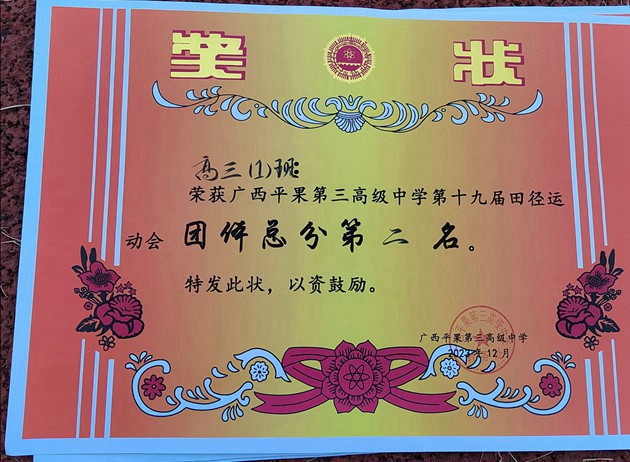 奖 状
高三(1)班
荣获广西平果第三高级中学第十九届田径运
动会 团体总分第二名。
特发此状,以资鼓励。
广西平果第三高级中学
年12月